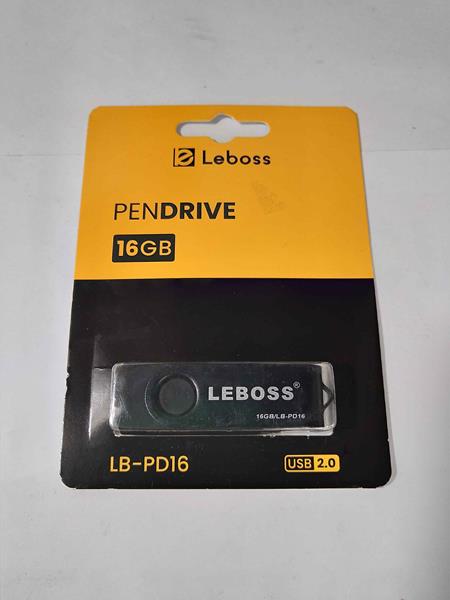 Leboss
PENDRIVE
16GB
LEBOSS®
16GB/LB-PD16
LB-PD16
USB 2.0